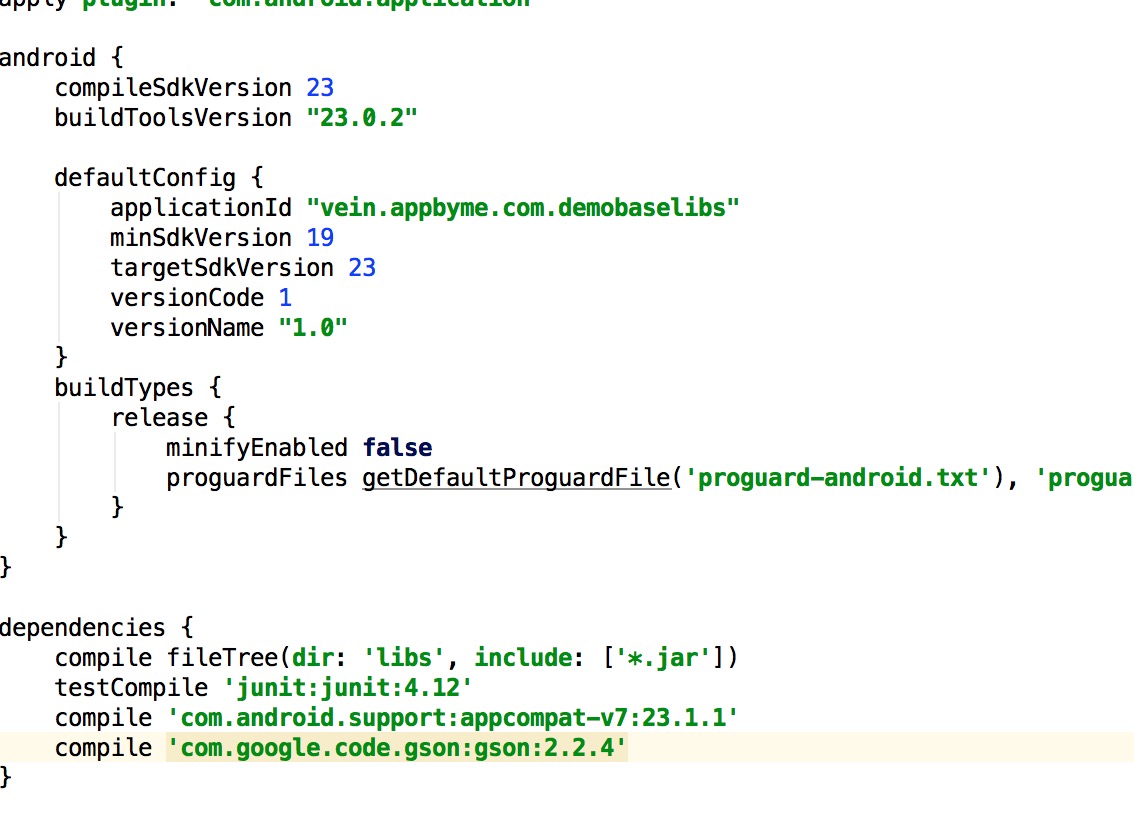 apply plugin: 'com.android.application'
android {
compileSdkVersion 23
buildToolsVersion "23.0.2"
defaultConfig {
applicationId "vein.appbyme.com.demobaselibs"
minSdkVersion 19
targetSdkVersion 23
versionCode 1
versionName "1.0"
}
buildTypes {
release {
minifyEnabled false
proguardFiles getDefaultProguardFile('proguard-android.txt'), 'progua
}
}
}
dependencies {
compile fileTree(dir: 'libs', include: ['*.jar'])
testCompile 'junit:junit:4.12'
compile 'com.android.support:appcompat-v7:23.1.1'
compile 'com.google.code.gson:gson:2.2.4'
}